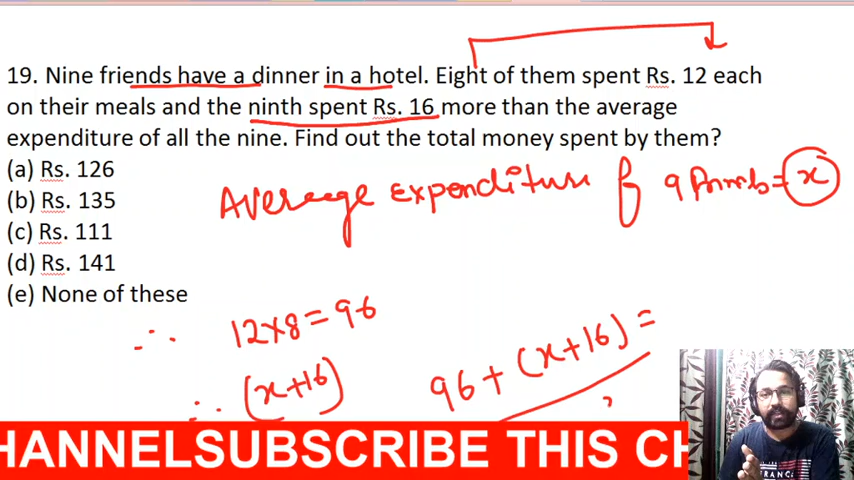 19. Nine friends have a dinner in a hotel. Eight of them spent Rs. 12 each
on their meals and the ninth spent Rs. 16 more than the average
expenditure of all the nine. Find out the total money spent by them?
(a) Rs. 126
(b) Rs. 135
(c) Rs. 111
(d) Rs. 141
(e) None of these
Average expenditure of 9 = x
∴ 12×8=96
∴ (x+16)
96+(x+16)=
HANNELSUBSCRIBE THIS CH
FRANCE